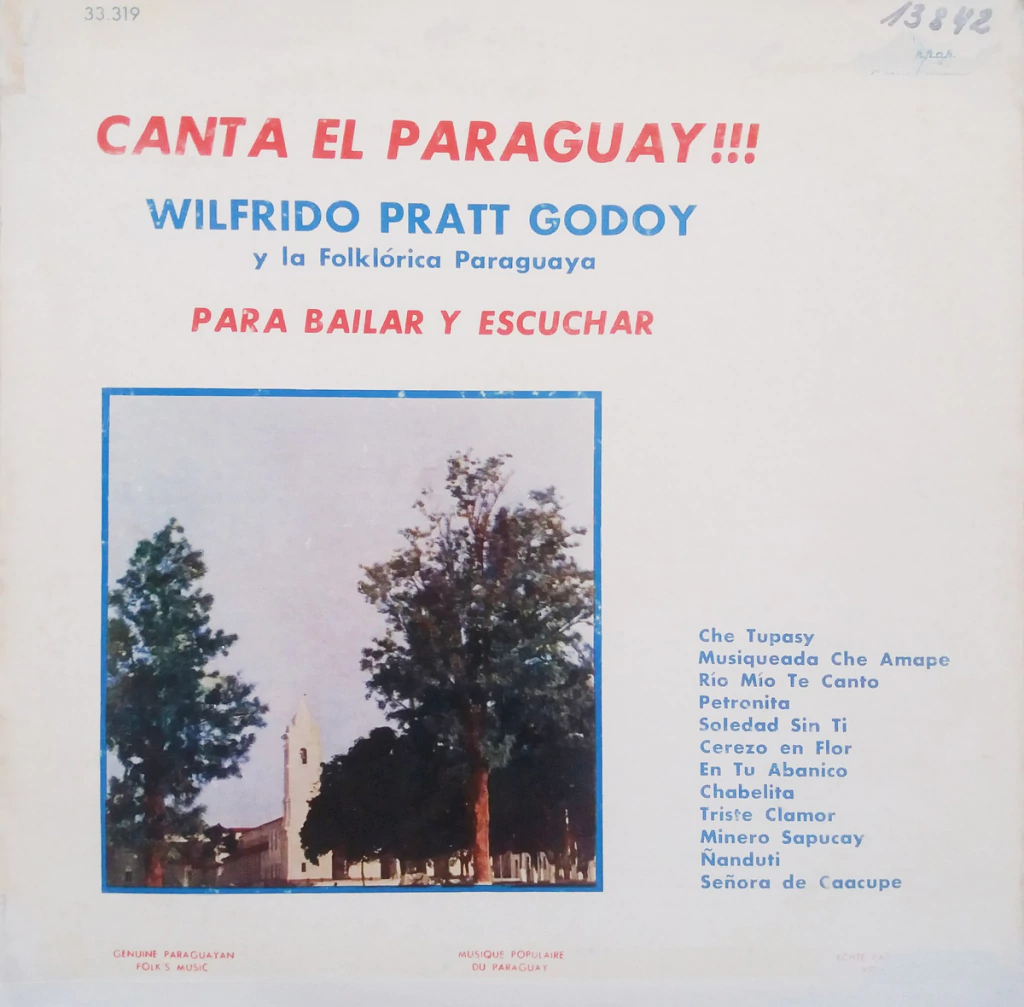 33.319
13842
CANTA EL PARAGUAY!!!
WILFRIDO PRATT GODOY
y la Folklórica Paraguaya
PARA BAILAR Y ESCUCHAR
Che Tupasy
Musiqueada Che Amape
Río Mío Te Canto
Petronita
Soledad Sin Ti
Cerezo en Flor
En Tu Abanico
Chabelita
Triste Clamor
Minero Sapucay
Ñanduti
Señora de Caacupe
GENUINE PARAGUAYAN
FOLK'S MUSIC
MUSIQUE POPULAIRE
DU PARAGUAY